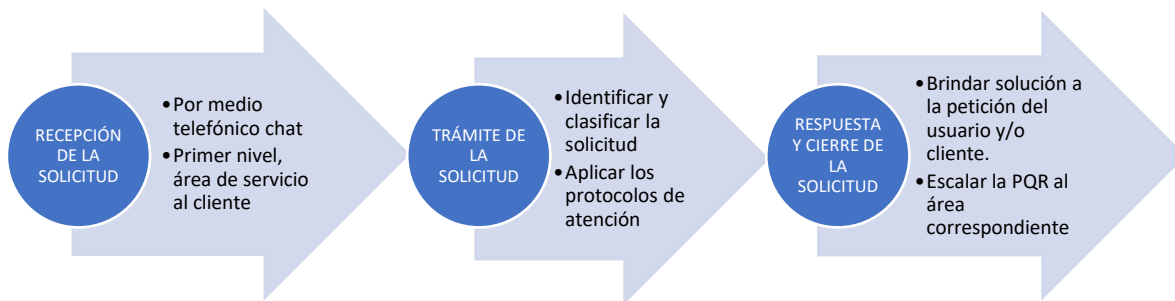 RECEPCIÓN
DE LA
SOLICITUD
•Por medio
telefónico chat
•Primer nivel,
área de servicio
al cliente
TRÁMITE DE
LA
SOLICITUD
•Identificar y
clasificar la
solicitud
•Aplicar los
protocolos de
atención
RESPUESTA
Y CIERRE DE
LA
SOLICITUD
•Brindar solución a
la petición del
usuario y/o
cliente.
•Escalar la PQR al
área
correspondiente